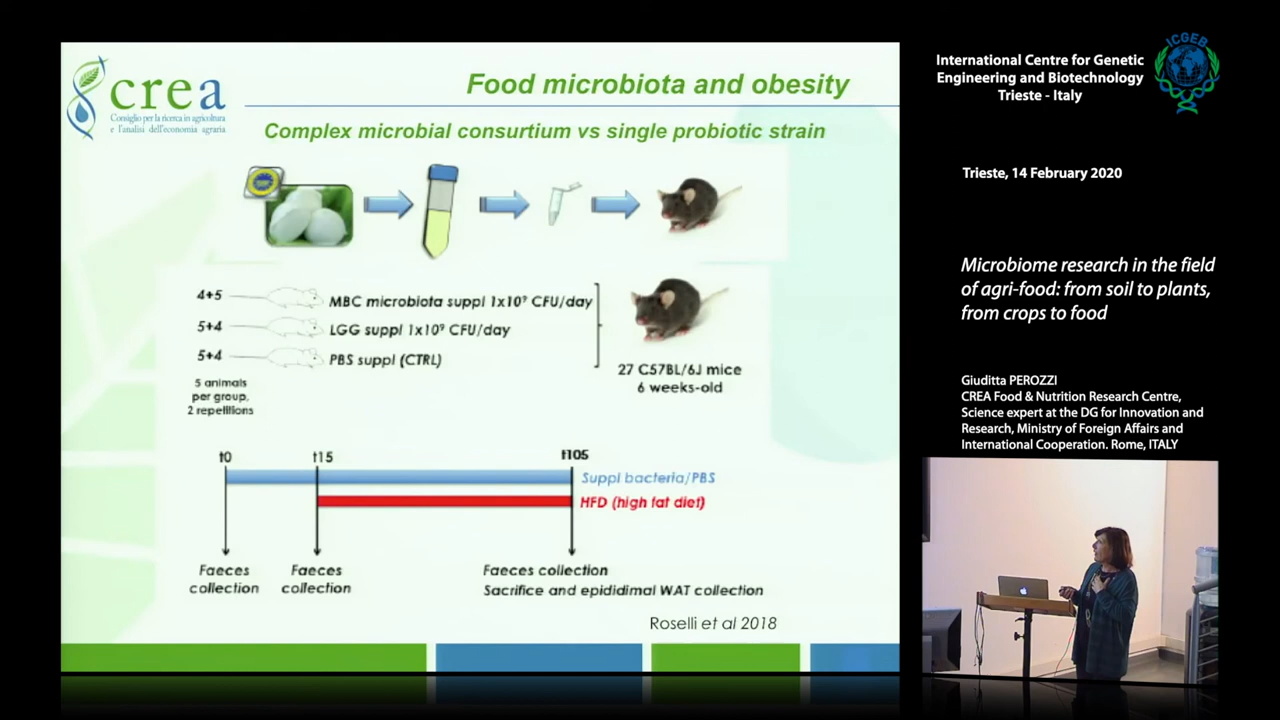 crea
Consiglio per la ricerca in agricoltura
e l'analisi dell'economia agraria
Food microbiota and obesity
Complex microbial consurtium vs single probiotic strain
4+5
MBC microbiota suppl 1x10⁹ CFU/day
5+4
LGG suppl 1x10⁹ CFU/day
5+4
PBS suppl (CTRL)
5 animals
per group,
2 repetitions
27 C57BL/6J mice
6 weeks-old
t0
t15
t105
Suppl bacteria/PBS
HFD (high fat diet)
Faeces
collection
Faeces
collection
Faeces collection
Sacrifice and epididimal WAT collection
Roselli et al 2018
International Centre for Genetic
Engineering and Biotechnology
Trieste - Italy
ICGEB
Trieste, 14 February 2020
Microbiome research in the field
of agri-food: from soil to plants,
from crops to food
Giuditta PEROZZI
CREA Food & Nutrition Research Centre,
Science expert at the DG for Innovation and
Research, Ministry of Foreign Affairs and
International Cooperation. Rome, ITALY